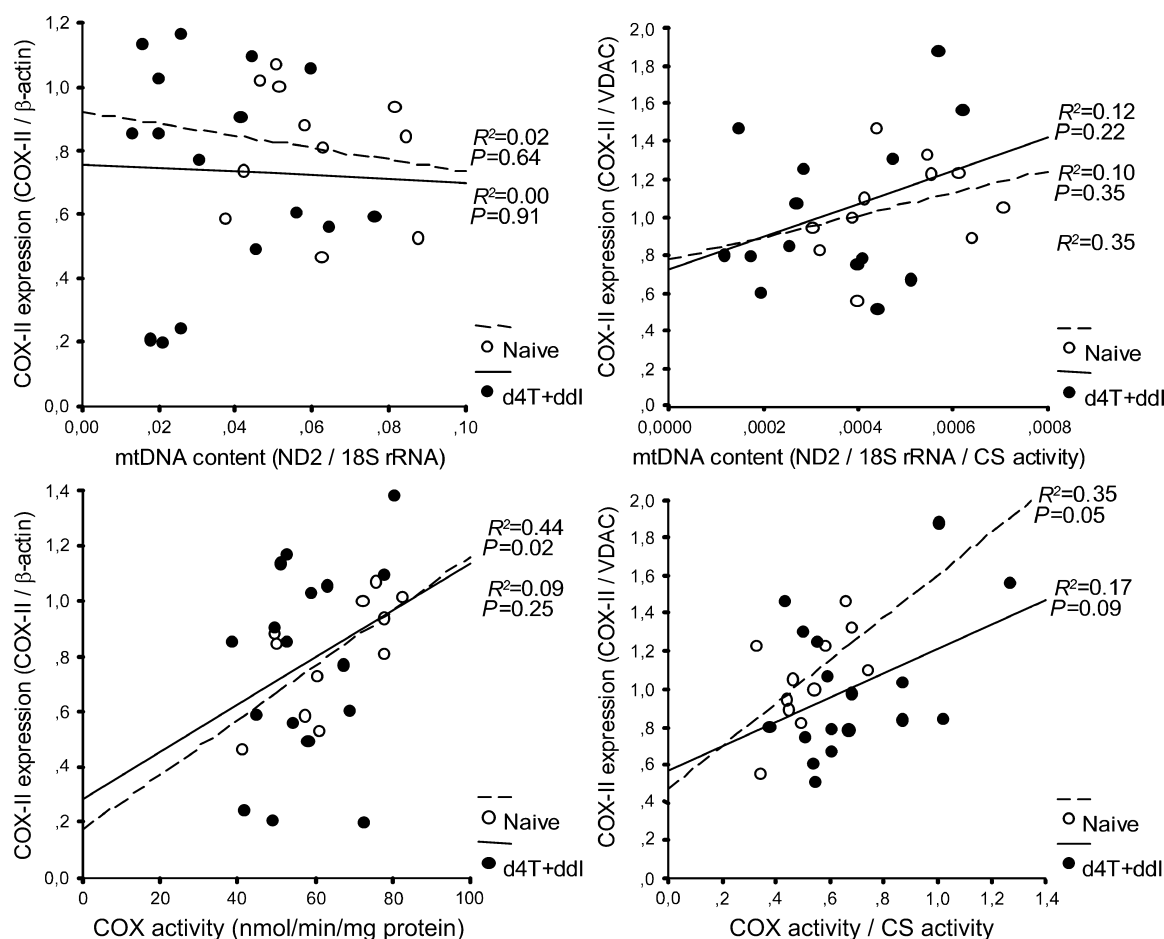 COX-II expression (COX-II / β-actin)
1,2
1,0
,8
,6
,4
,2
0,0
0,00
,02
,04
,06
,08
,10
mtDNA content (ND2 / 18S rRNA)
R²=0.02
P=0.64
R²=0.00
P=0.91
Naive
d4T+ddI
COX-II expression (COX-II / VDAC)
2,0
1,8
1,6
1,4
1,2
1,0
,8
,6
,4
,2
,0
0,0000
,0002
,0004
,0006
,0008
mtDNA content (ND2 / 18S rRNA / CS activity)
R²=0.12
P=0.22
R²=0.10
P=0.35
R²=0.35
Naive
d4T+ddI
COX-II expression (COX-II / β-actin)
1,4
1,2
1,0
,8
,6
,4
,2
0,0
0
20
40
60
80
100
COX activity (nmol/min/mg protein)
R²=0.44
P=0.02
R²=0.09
P=0.25
Naive
d4T+ddI
COX-II expression (COX-II / VDAC)
2,0
1,8
1,6
1,4
1,2
1,0
,8
,6
,4
,2
,0
0,0
,2
,4
,6
,8
1,0
1,2
1,4
COX activity / CS activity
R²=0.35
P=0.05
R²=0.17
P=0.09
Naive
d4T+ddI